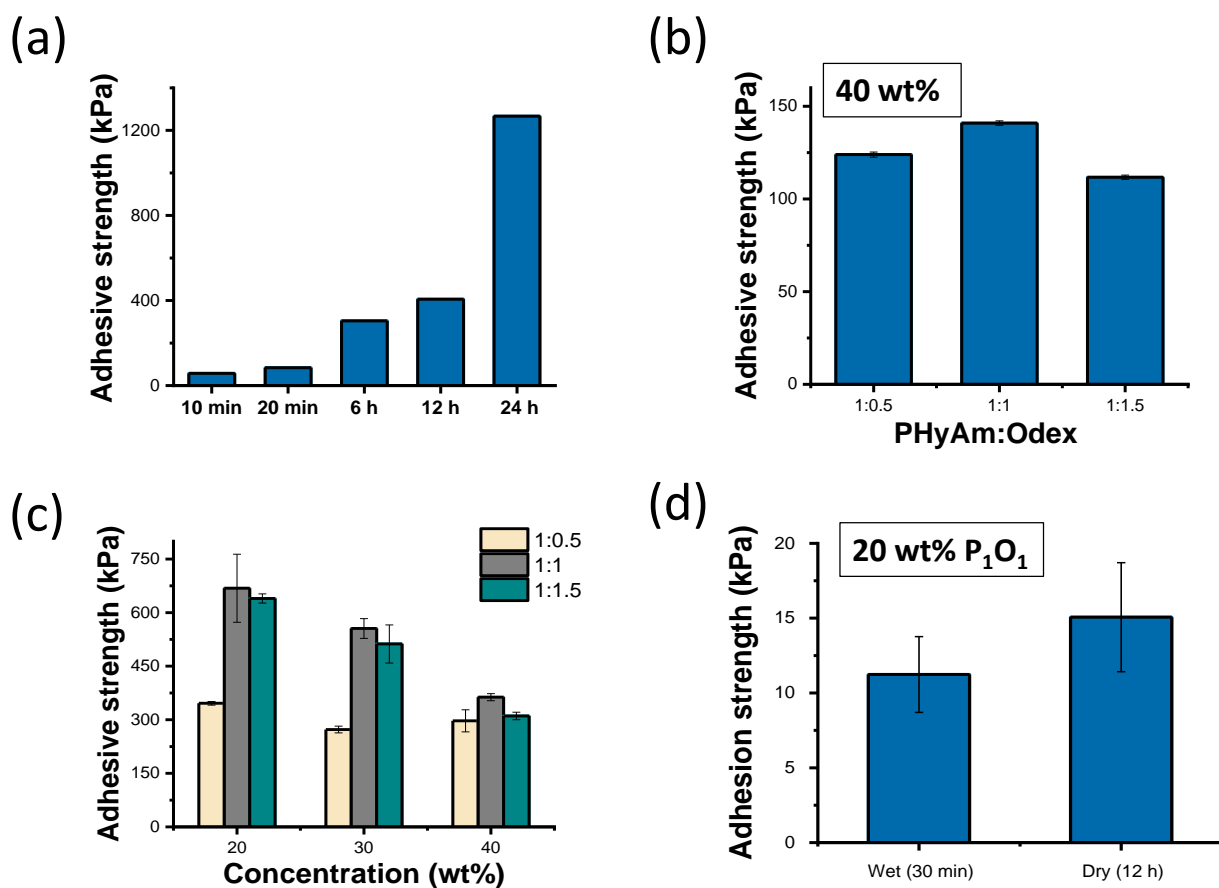 (a)
Adhesive strength (kPa)
1200
800
400
0
10 min 20 min 6 h 12 h 24 h
(b)
40 wt%
Adhesive strength (kPa)
150
100
50
0
1:0.5 1:1 1:1.5
PHyAm:Odex
(c)
Adhesive strength (kPa)
750
600
450
300
150
0
1:0.5
1:1
1:1.5
20 30 40
Concentration (wt%)
(d)
20 wt% P₁O₁
Adhesion strength (kPa)
20
15
10
5
0
Wet (30 min) Dry (12 h)